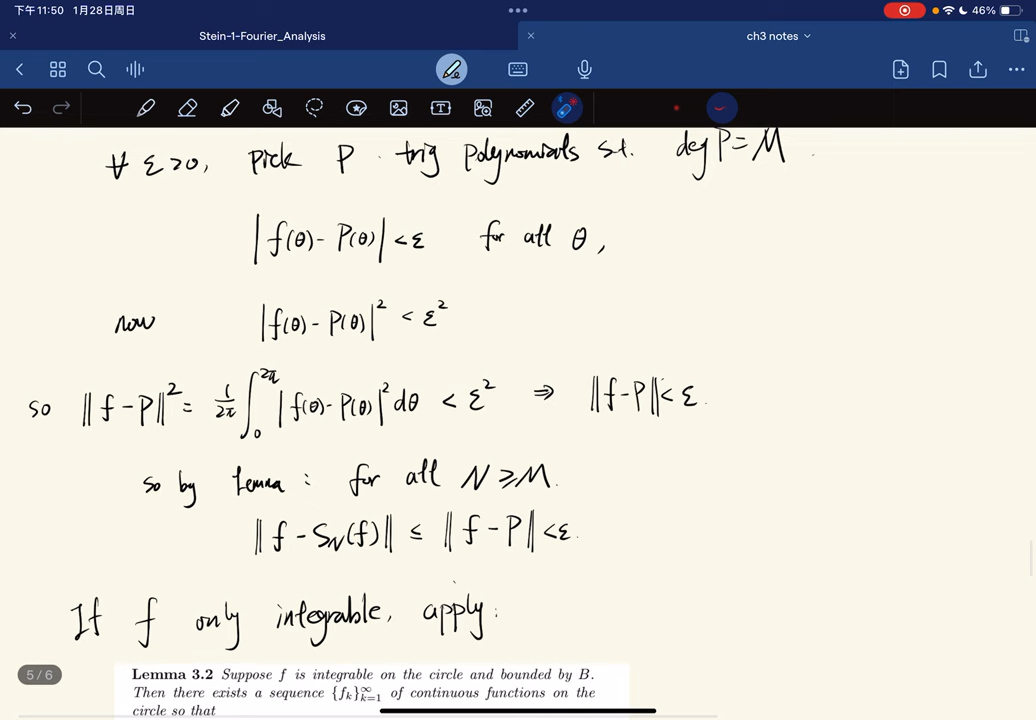 下午11:50 1月28日周日
46%
Stein-1-Fourier_Analysis
ch3 notes
∀ ε>0, pick P trig polynomials s.t. deg P = M
|f(θ) - P(θ)| < ε for all θ,
now |f(θ) - P(θ)|² < ε²
so ||f - P||² = 1/2π ∫₀^2π |f(θ) - P(θ)|² dθ < ε² ⇒ ||f - P|| < ε.
so by Lemma : for all N ≥ M.
||f - S_N(f)|| ≤ ||f - P|| < ε.
If f only integrable, apply:
5 / 6
Lemma 3.2 Suppose f is integrable on the circle and bounded by B.
Then there exists a sequence {f_k}_{k=1}^∞ of continuous functions on the
circle so that